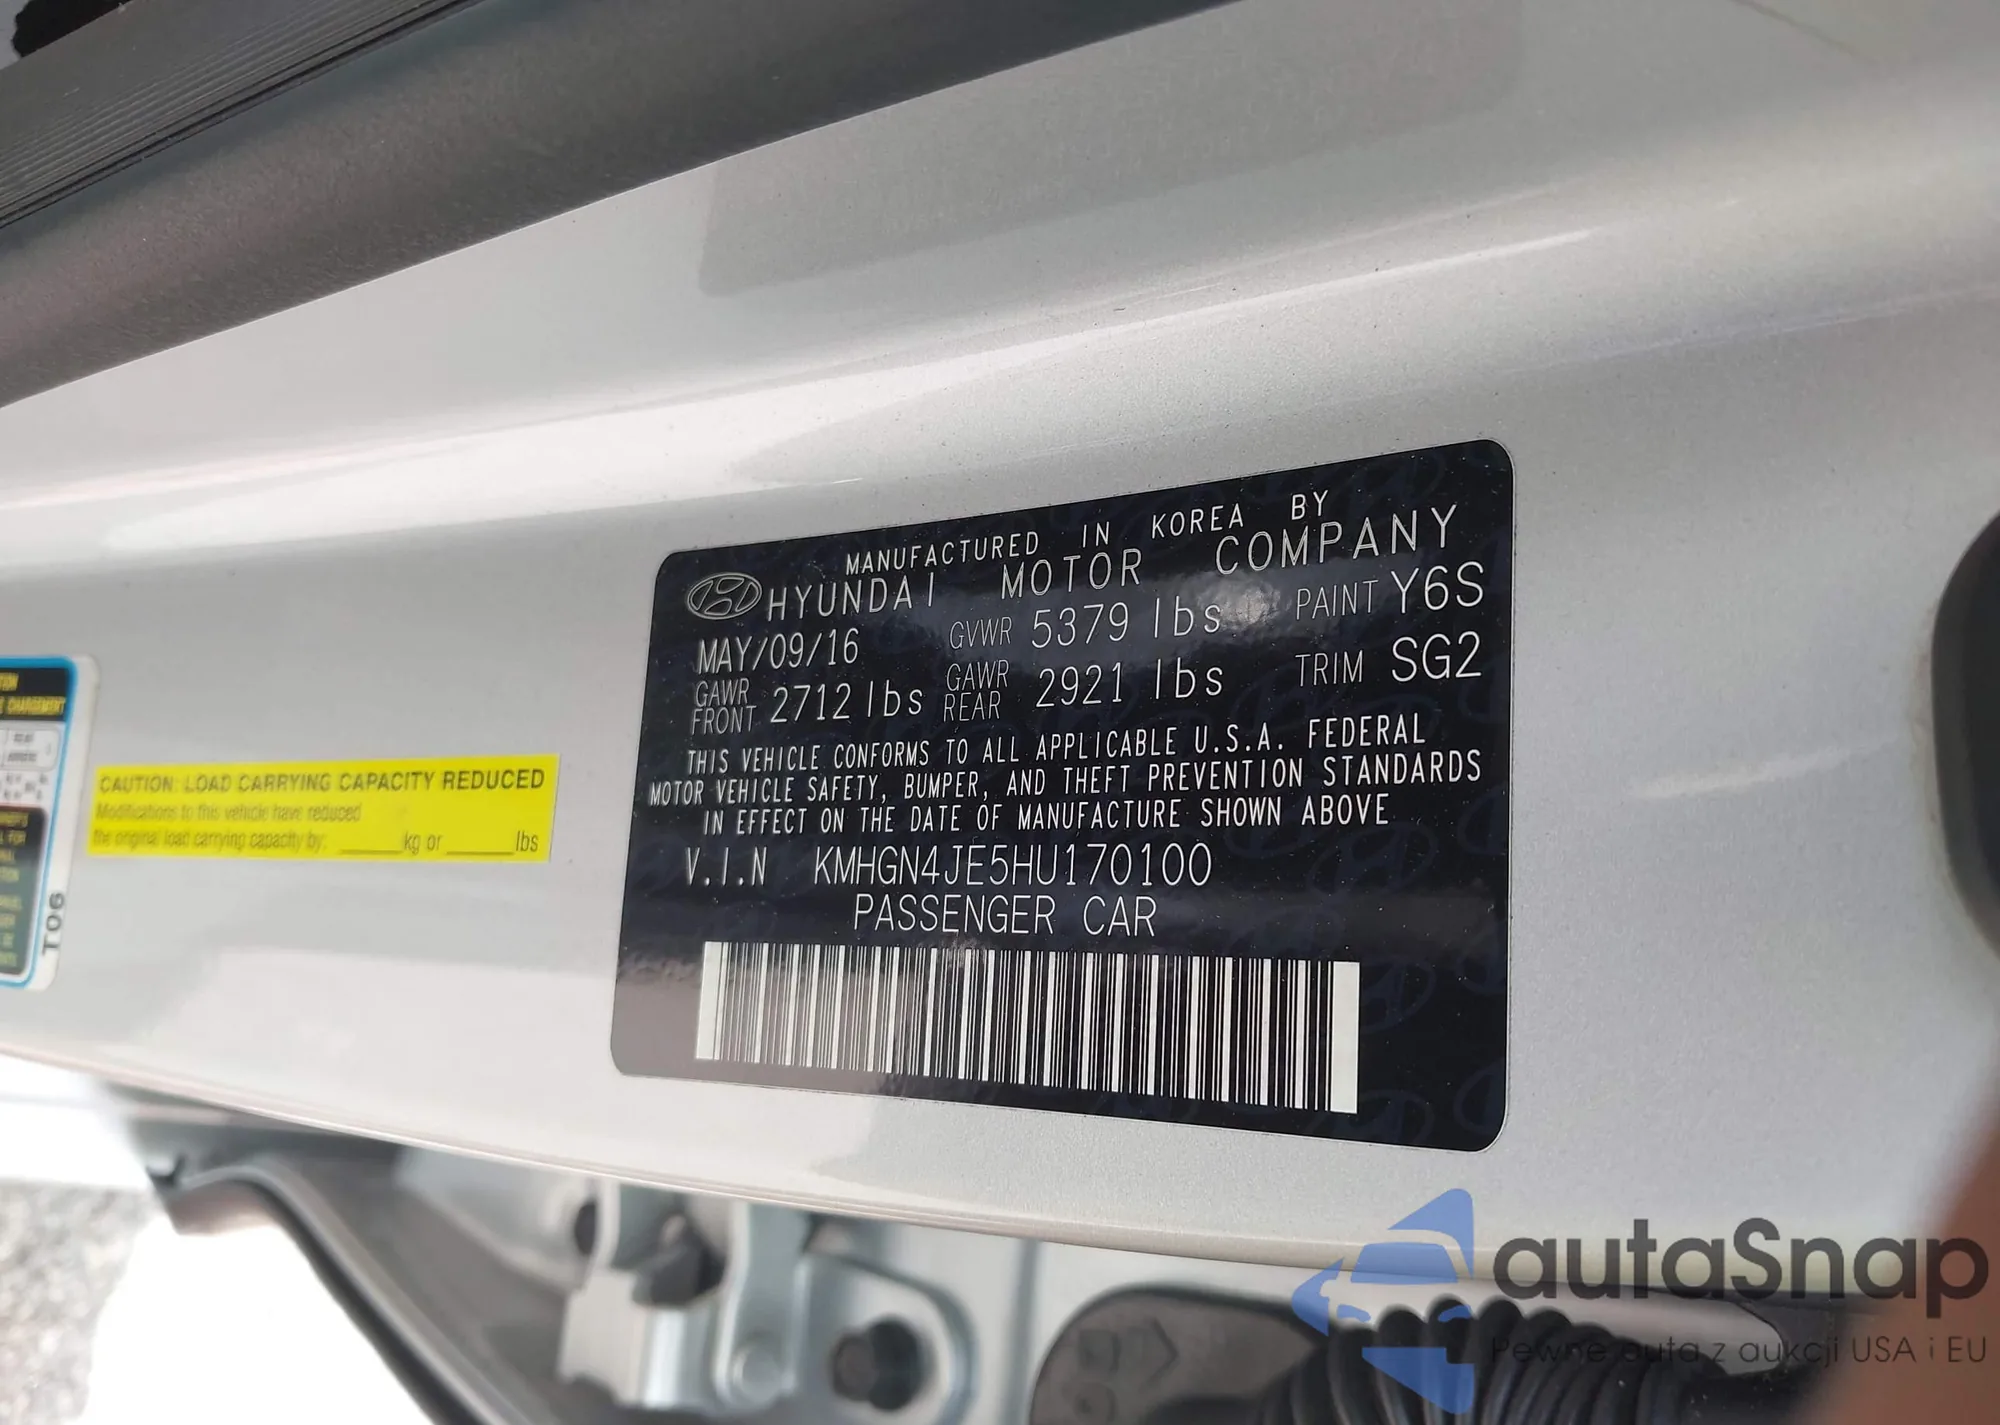 MANUFACTURED IN KOREA BY
HYUNDAI MOTOR COMPANY
MAY/09/16 GVWR 5379 lbs PAINT Y6S
GAWR FRONT 2712 lbs GAWR REAR 2921 lbs TRIM SG2
THIS VEHICLE CONFORMS TO ALL APPLICABLE U.S.A. FEDERAL
MOTOR VEHICLE SAFETY, BUMPER, AND THEFT PREVENTION STANDARDS
IN EFFECT ON THE DATE OF MANUFACTURE SHOWN ABOVE
V.I.N KMHGN4JE5HU170100
PASSENGER CAR
CAUTION: LOAD CARRYING CAPACITY REDUCED
Modifications to this vehicle have reduced
the original load carrying capacity by: ______kg or ______lbs
T06
autaSnap
Pewne auta z aukcji USA i EU